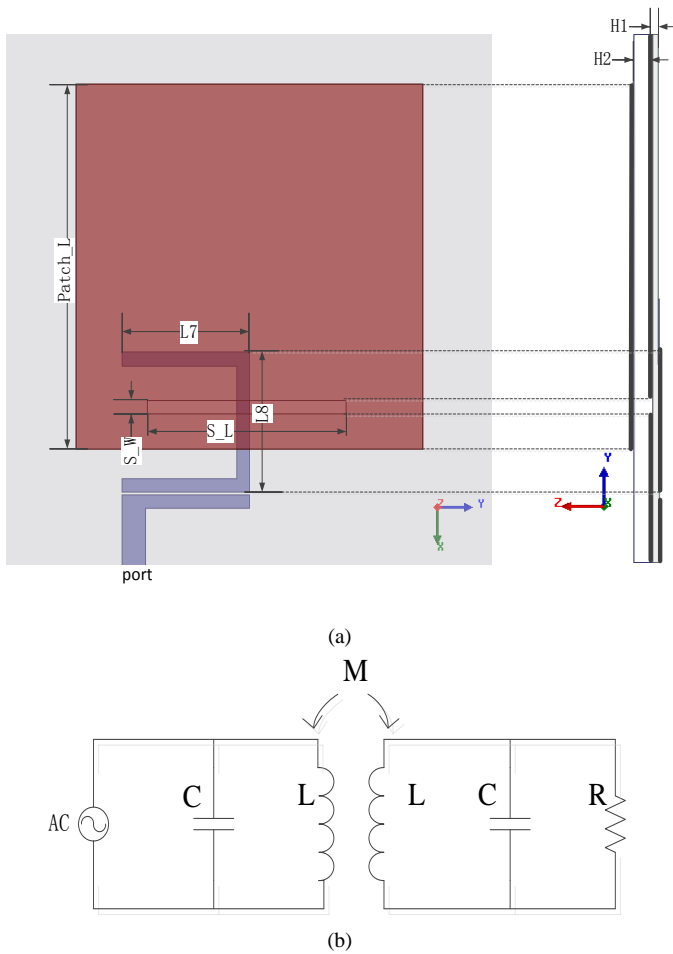 H1
H2
Patch_L
L7
L8
S_L
S_W
Z Y
X
Y
Z X
port
(a)
M
AC C L L C R
(b)